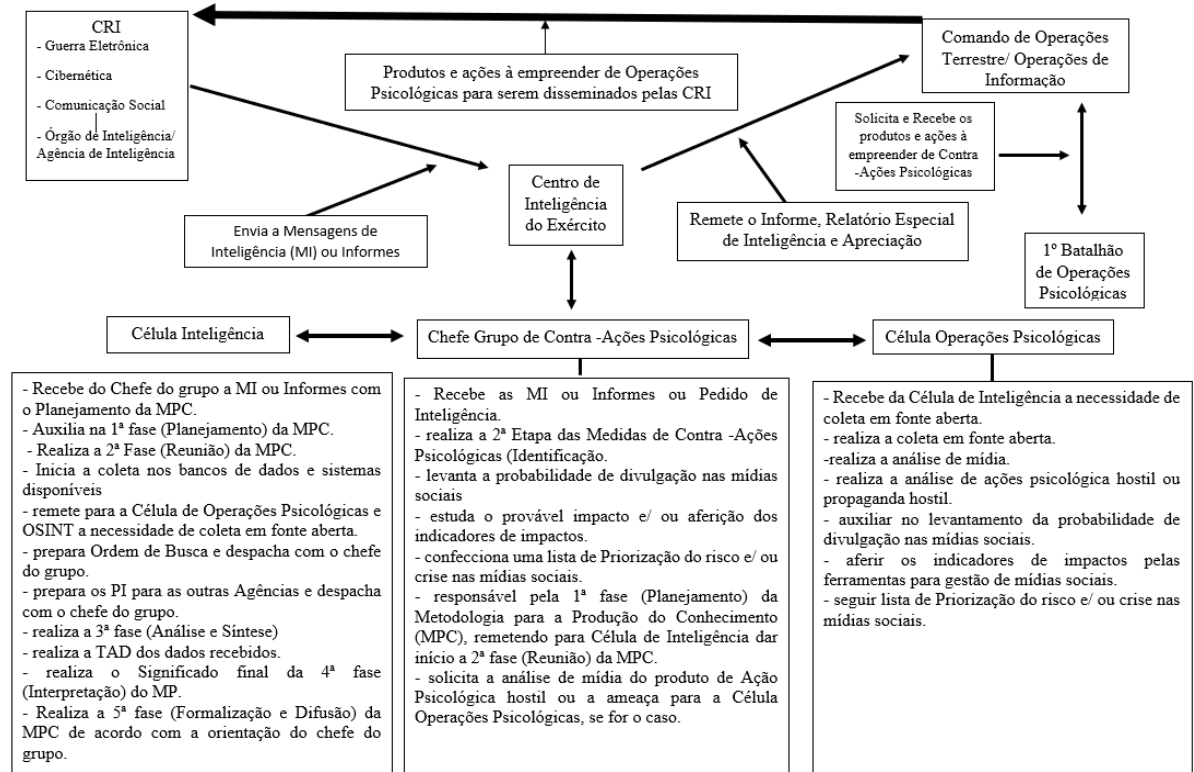 CRI
- Guerra Eletrônica
- Cibernética
- Comunicação Social
- Órgão de Inteligência/
Agência de Inteligência
Produtos e ações à empreender de Operações
Psicológicas para serem disseminados pelas CRI
Comando de Operações
Terrestre/ Operações de
Informação
Solicita e Recebe os
produtos e ações à
empreender de Contra
-Ações Psicológicas
Centro de
Inteligência
do Exército
Envia a Mensagens de
Inteligência (MI) ou Informes
Remete o Informe, Relatório Especial
de Inteligência e Apreciação
1º Batalhão
de Operações
Psicológicas
Célula Inteligência
Chefe Grupo de Contra -Ações Psicológicas
Célula Operações Psicológicas
- Recebe do Chefe do grupo a MI ou Informes com
o Planejamento da MPC.
- Auxilia na 1ª fase (Planejamento) da MPC.
- Realiza a 2ª Fase (Reunião) da MPC.
- Inicia a coleta nos bancos de dados e sistemas
disponíveis
- remete para a Célula de Operações Psicológicas e
OSINT a necessidade de coleta em fonte aberta.
- prepara Ordem de Busca e despacha com o chefe
do grupo.
- prepara os PI para as outras Agências e despacha
com o chefe do grupo.
- realiza a 3ª fase (Análise e Síntese)
- realiza a TAD dos dados recebidos.
- realiza o Significado final da 4ª fase
(Interpretação) do MP.
- Realiza a 5ª fase (Formalização e Difusão) da
MPC de acordo com a orientação do chefe do
grupo.
- Recebe as MI ou Informes ou Pedido de
Inteligência.
- realiza a 2ª Etapa das Medidas de Contra -Ações
Psicológicas (Identificação.
- levanta a probabilidade de divulgação nas mídias
sociais
- estuda o provável impacto e/ ou aferição dos
indicadores de impactos.
- confecciona uma lista de Priorização do risco e/ ou
crise nas mídias sociais.
- responsável pela 1ª fase (Planejamento) da
Metodologia para a Produção do Conhecimento
(MPC), remetendo para Célula de Inteligência dar
início a 2ª fase (Reunião) da MPC.
- solicita a análise de mídia do produto de Ação
Psicológica hostil ou a ameaça para a Célula
Operações Psicológicas, se for o caso.
- Recebe da Célula de Inteligência a necessidade de
coleta em fonte aberta.
- realiza a coleta em fonte aberta.
-realiza a análise de mídia.
- realiza a análise de ações psicológica hostil ou
propaganda hostil.
- auxiliar no levantamento da probabilidade de
divulgação nas mídias sociais.
- aferir os indicadores de impactos pelas
ferramentas para gestão de mídias sociais.
- seguir lista de Priorização do risco e/ ou crise nas
mídias sociais.